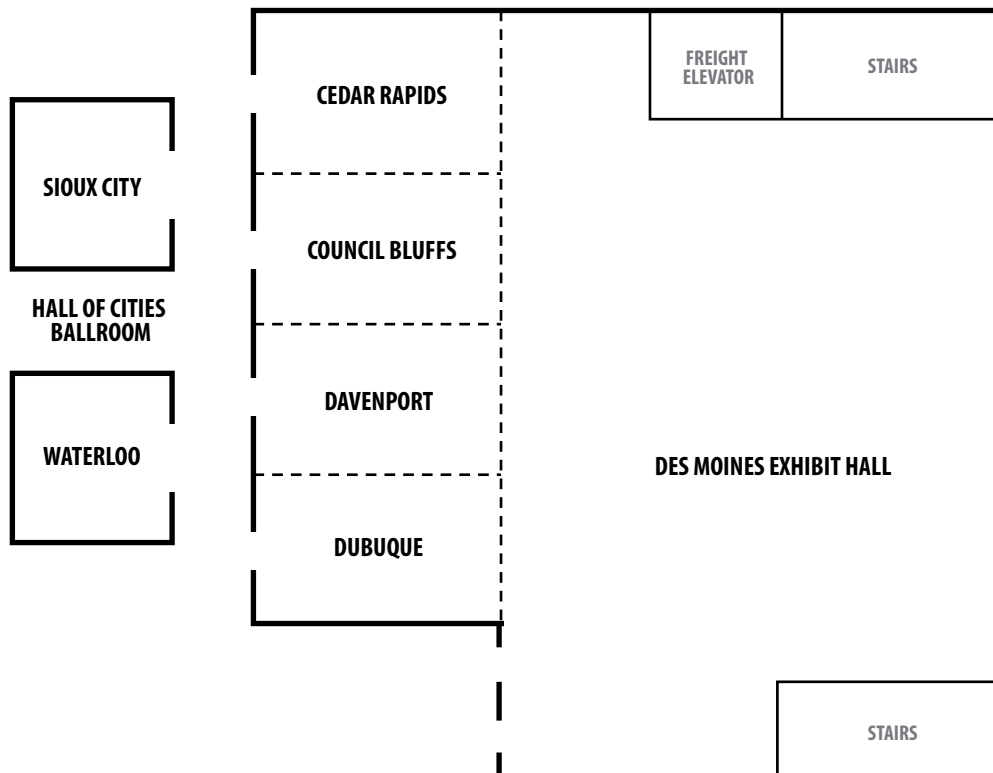 CEDAR RAPIDS
FREIGHT
ELEVATOR
STAIRS
SIOUX CITY
COUNCIL BLUFFS
HALL OF CITIES
BALLROOM
DAVENPORT
WATERLOO
DES MOINES EXHIBIT HALL
DUBUQUE
STAIRS